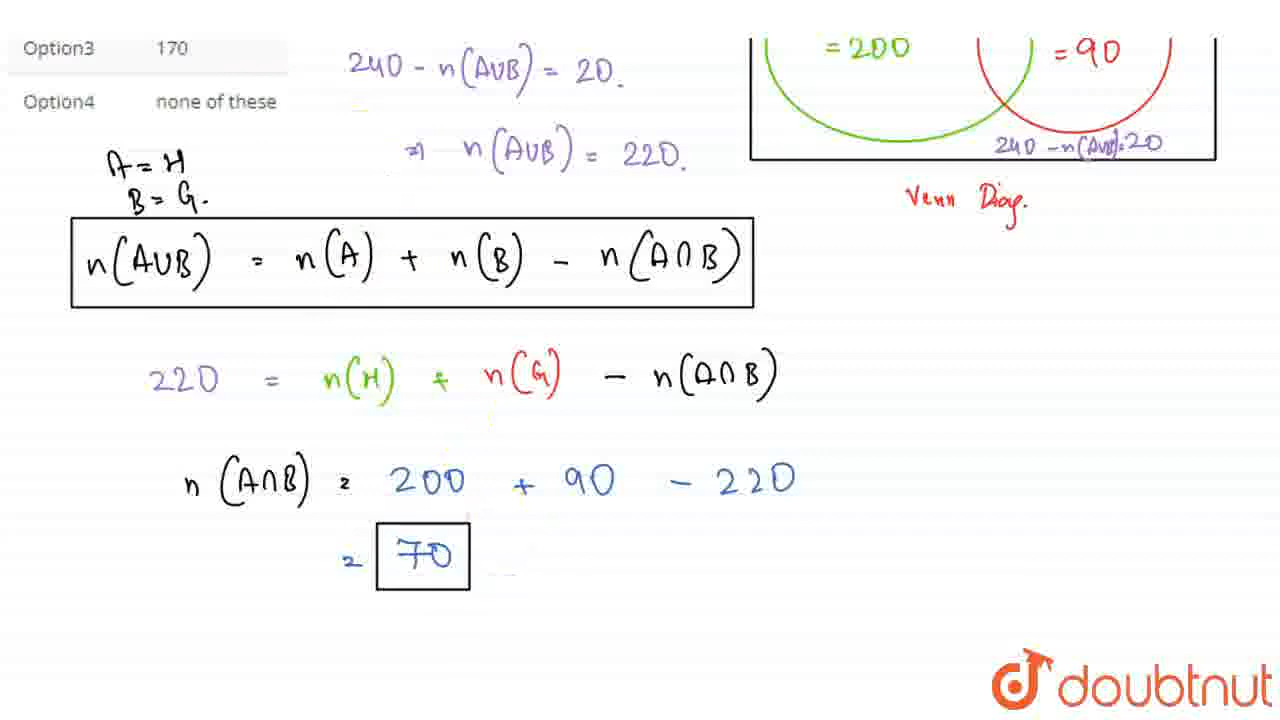 Option3 170
240 - n(A∪B) = 20.
= 200
= 90
Option4 none of these
⇒ n(A∪B) = 220.
240 - n(A∪B) = 20
A = H
B = G.
Venn Diag.
n(A∪B) = n(A) + n(B) - n(A∩B)
220 = n(H) + n(G) - n(A∩B)
n(A∩B) = 200 + 90 - 220
= 70
doubtnut